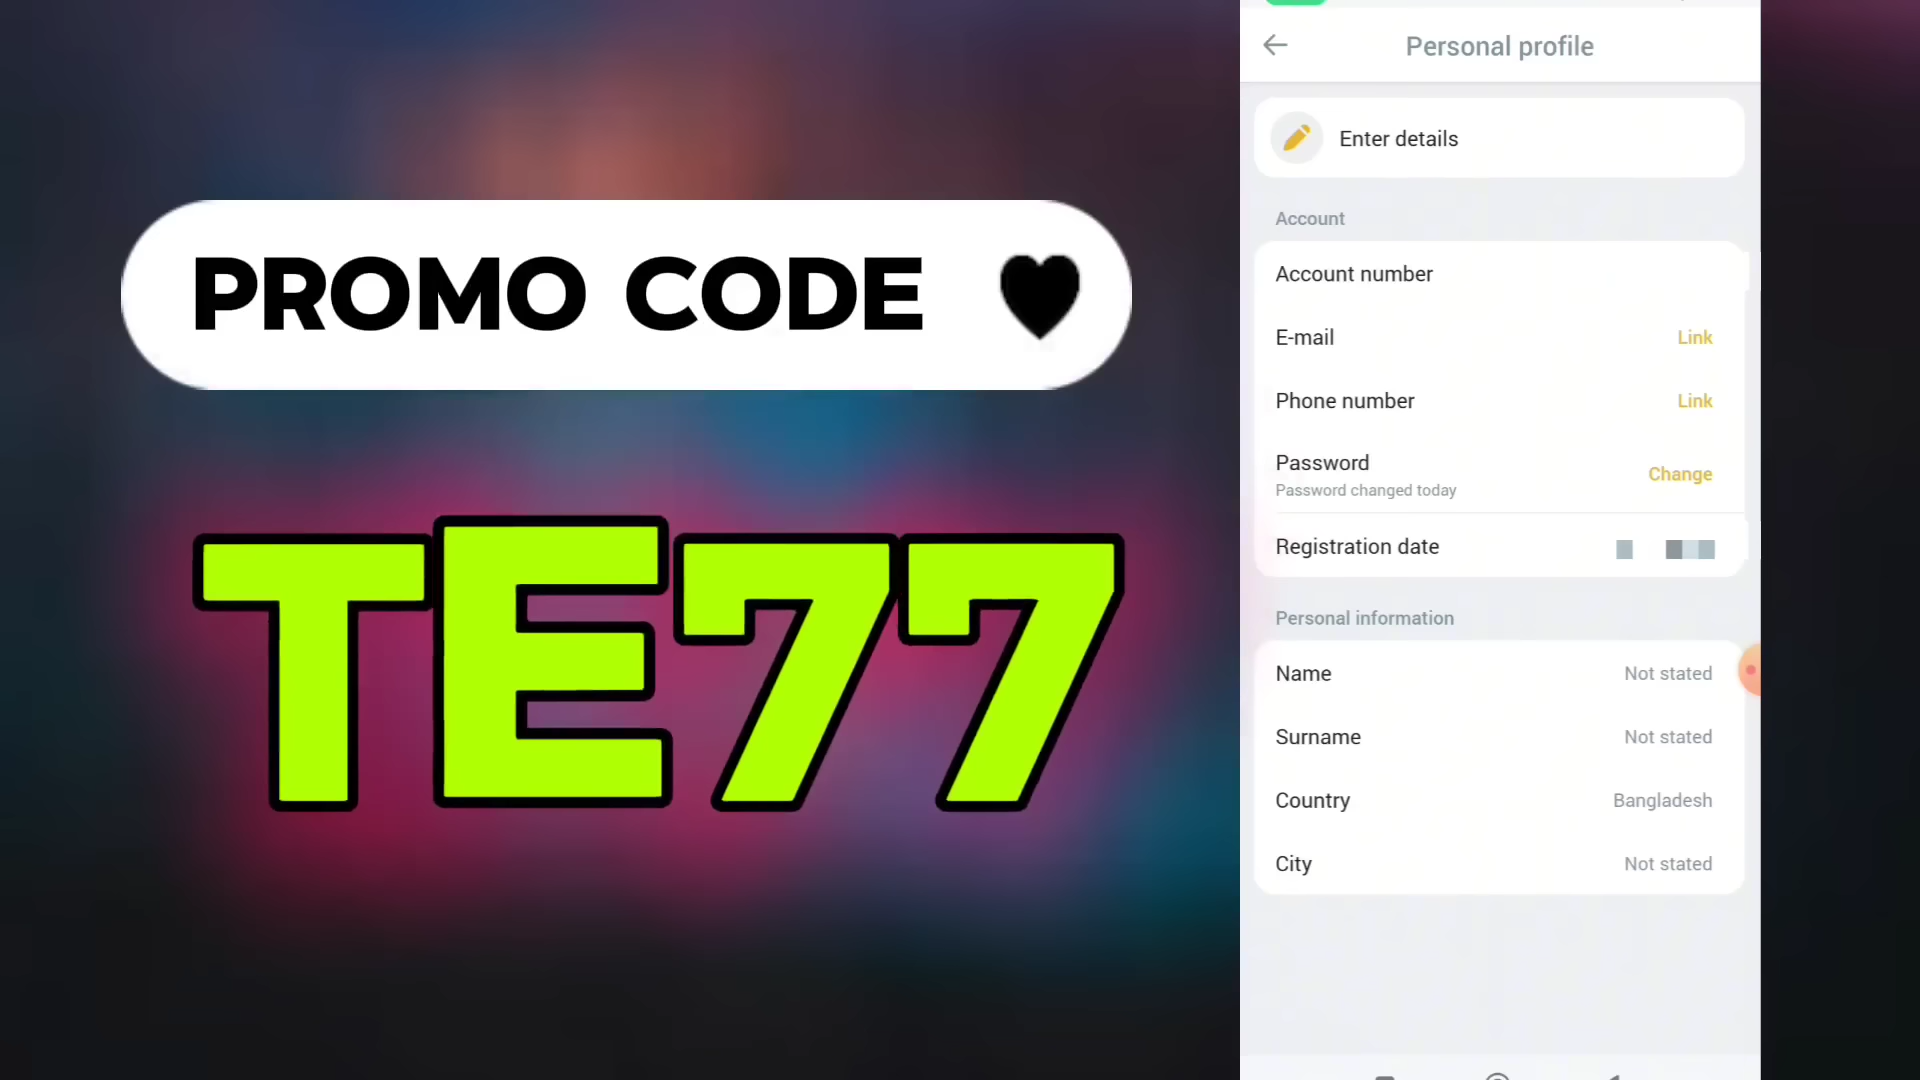 PROMO CODE
TE77
Personal profile
Enter details
Account
Account number
E-mail Link
Phone number Link
Password
Password changed today
Change
Registration date
Personal information
Name Not stated
Surname Not stated
Country Bangladesh
City Not stated